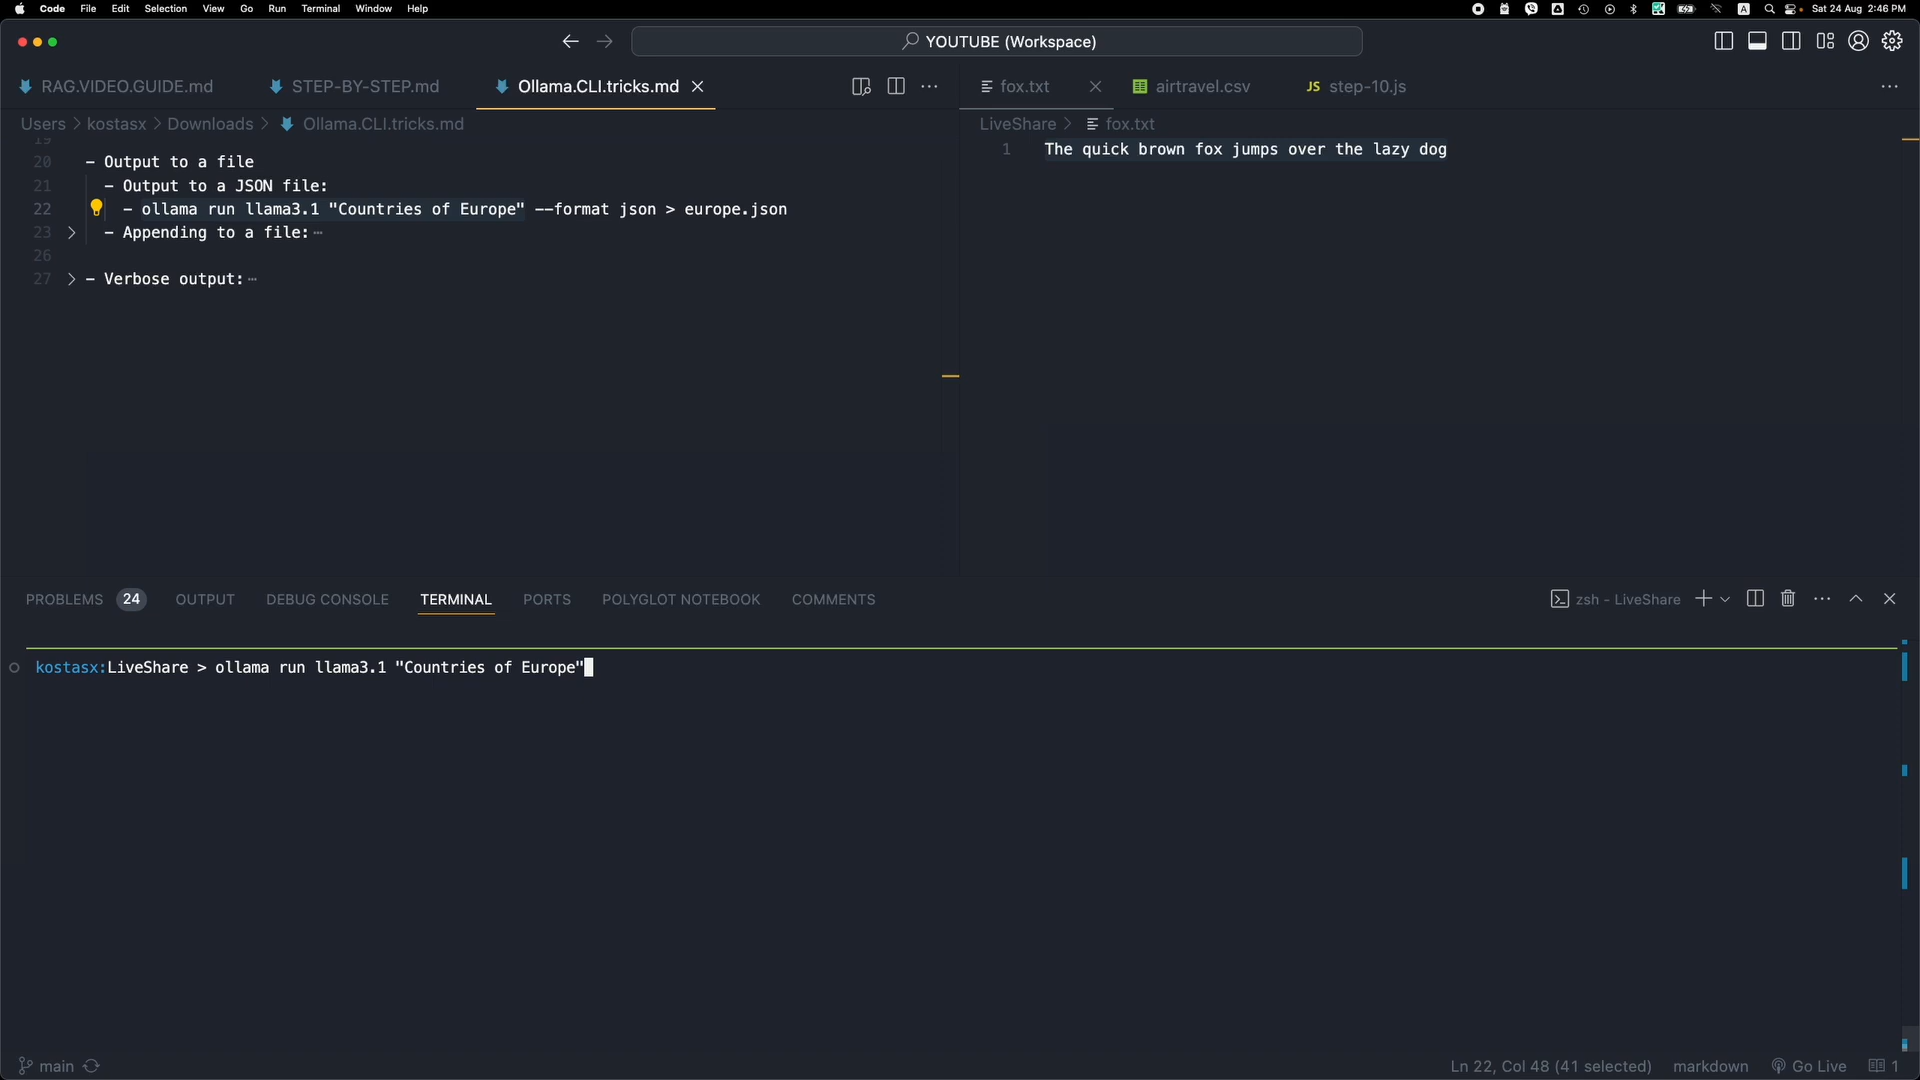 Code File Edit Selection View Go Run Terminal Window Help
A
Sat 24 Aug 2:46 PM
YOUTUBE (Workspace)
RAG.VIDEO.GUIDE.md STEP-BY-STEP.md Ollama.CLI.tricks.md
fox.txt airtravel.csv JS step-10.js
Users > kostasx > Downloads > Ollama.CLI.tricks.md
LiveShare > fox.txt
19
20 - Output to a file
21 - Output to a JSON file:
22 - ollama run llama3.1 "Countries of Europe" --format json > europe.json
23 > - Appending to a file: ⋯
26
27 > - Verbose output: ⋯
1 The quick brown fox jumps over the lazy dog
PROBLEMS 24 OUTPUT DEBUG CONSOLE TERMINAL PORTS POLYGLOT NOTEBOOK COMMENTS
zsh - LiveShare
kostasx:LiveShare > ollama run llama3.1 "Countries of Europe"
main
Ln 22, Col 48 (41 selected) markdown Go Live 1